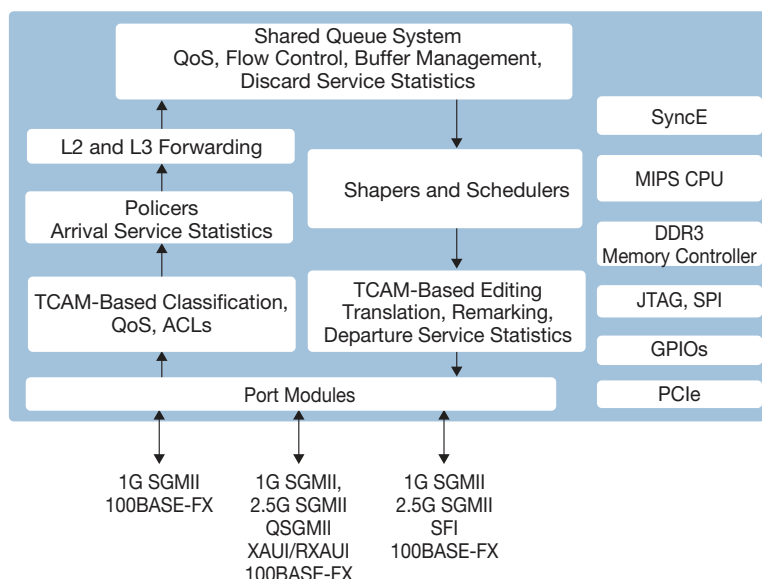 Shared Queue System
QoS, Flow Control, Buffer Management,
Discard Service Statistics
L2 and L3 Forwarding
Policers
Arrival Service Statistics
TCAM-Based Classification,
QoS, ACLs
Shapers and Schedulers
TCAM-Based Editing
Translation, Remarking,
Departure Service Statistics
Port Modules
SyncE
MIPS CPU
DDR3
Memory Controller
JTAG, SPI
GPIOs
PCIe
1G SGMII
100BASE-FX
1G SGMII,
2.5G SGMII
QSGMII
XAUI/RXAUI
100BASE-FX
1G SGMII
2.5G SGMII
SFI
100BASE-FX